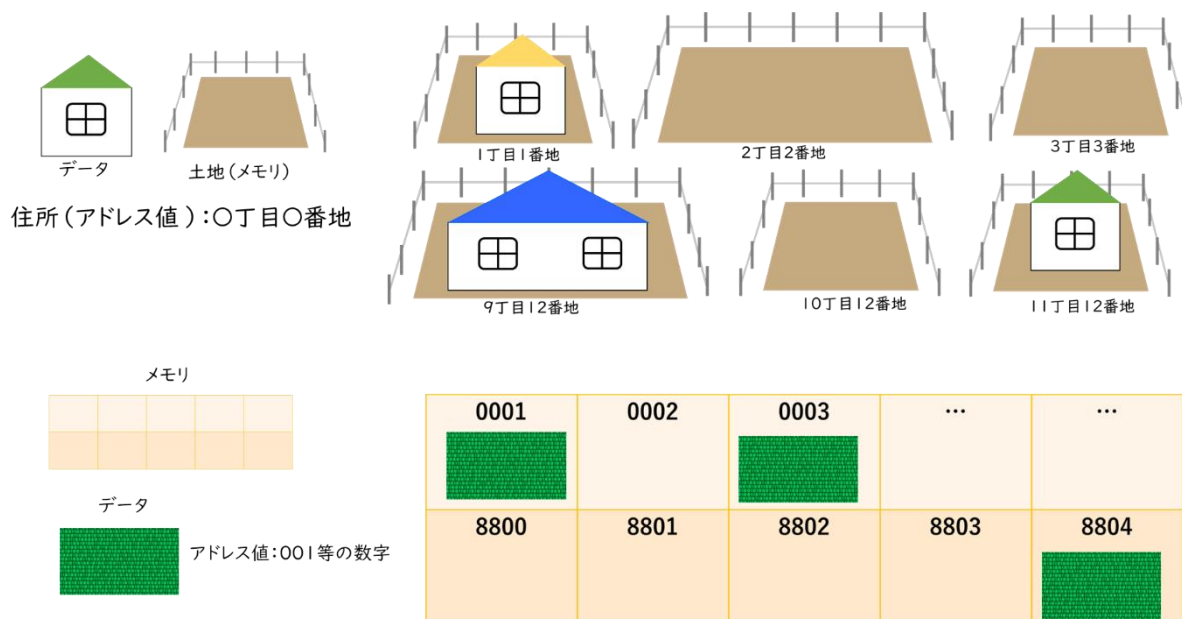 データ
土地(メモリ)
住所(アドレス値):○丁目○番地
1丁目1番地
2丁目2番地
3丁目3番地
9丁目12番地
10丁目12番地
11丁目12番地
メモリ
データ
アドレス値:001等の数字
0001 0002 0003 … …
8800 8801 8802 8803 8804